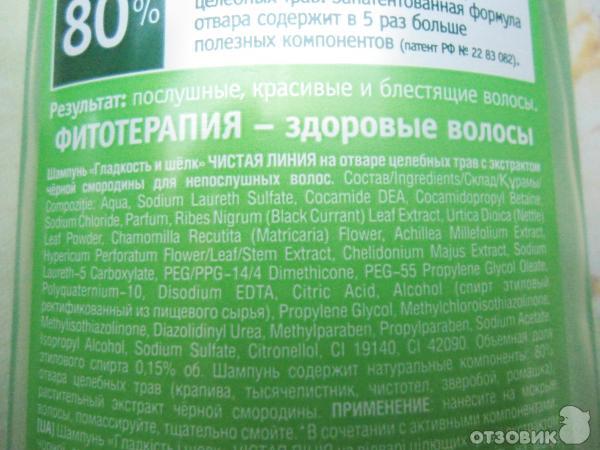 целебных трав. Запатентованная формула
80% отвара содержит в 5 раз больше
полезных компонентов (патент РФ № 22 83 082).
Результат: послушные, красивые и блестящие волосы.
ФИТОТЕРАПИЯ – здоровые волосы
Шампунь «Гладкость и шёлк» ЧИСТАЯ ЛИНИЯ на отваре целебных трав с экстрактом
чёрной смородины для непослушных волос. Состав/Ingredients/Склад/Құрамы/
Compoziţie: Aqua, Sodium Laureth Sulfate, Cocamide DEA, Cocamidopropyl Betaine,
Sodium Chloride, Parfum, Ribes Nigrum (Black Currant) Leaf Extract, Urtica Dioica (Nettle)
Leaf Powder, Chamomilla Recutita (Matricaria) Flower, Achillea Millefolium Extract,
Hypericum Perforatum Flower/Leaf/Stem Extract, Chelidonium Majus Extract, Sodium
Laureth-5 Carboxylate, PEG/PPG-14/4 Dimethicone, PEG-55 Propylene Glycol Oleate,
Polyquaternium-10, Disodium EDTA, Citric Acid, Alcohol (спирт этиловый
ректификованный из пищевого сырья), Propylene Glycol, Methylchloroisothiazolinone,
Methylisothiazolinone, Diazolidinyl Urea, Methylparaben, Propylparaben, Sodium Acetate,
Isopropyl Alcohol, Sodium Sulfate, Citronellol, CI 19140, CI 42090. Объемная доля
этилового спирта 0,15% об. Шампунь содержит натуральные компоненты: 80%
отвара целебных трав (крапива, тысячелистник, чистотел, зверобой, ромашка),
растительный экстракт чёрной смородины. ПРИМЕНЕНИЕ: нанесите на мокрые
волосы, помассируйте, тщательно смойте. *В сочетании с активными компонентами.
[UA] Шампунь «Гладкість і шовк» ЧИСТАЯ ЛИНИЯ на відварі цілющих
ОТЗОВИК